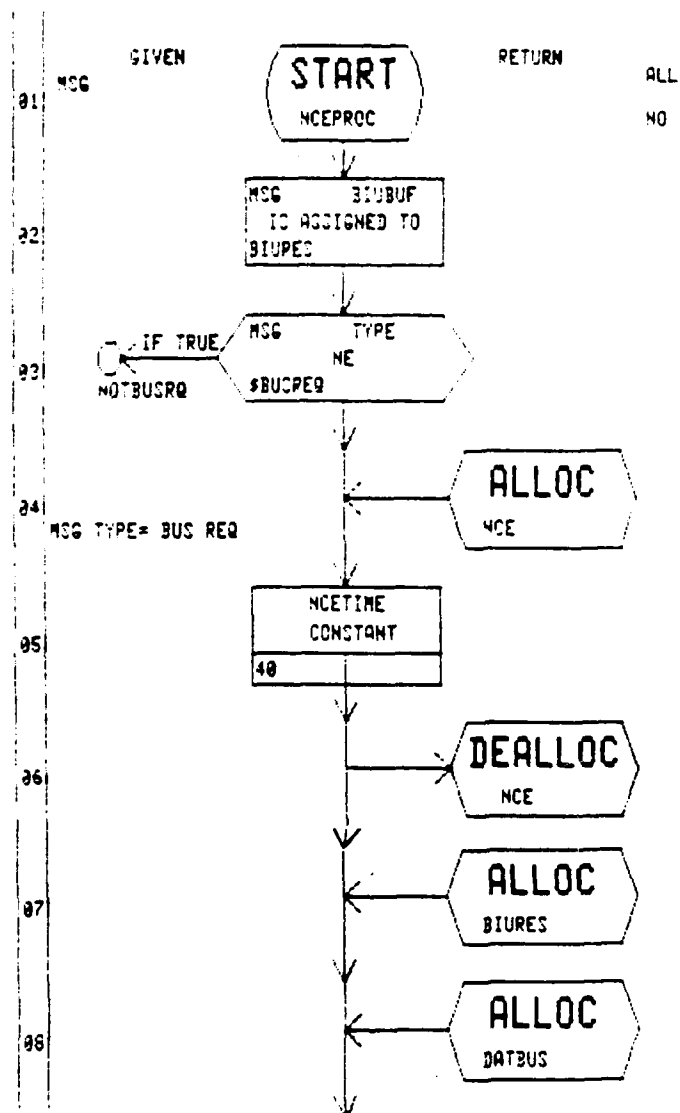 GIVEN
RETURN
MSG
ALL
01
START
NCEPROC
NO
MSG BIUBUF
IS ASSIGNED TO
02
BIURES
IF TRUE
MSG TYPE
NE
03
$BUSREQ
NOTBUSRQ
ALLOC
NCE
04
MSG TYPE= BUS REQ
NCETIME
CONSTANT
05
40
DEALLOC
NCE
06
ALLOC
BIURES
07
ALLOC
DATBUS
08